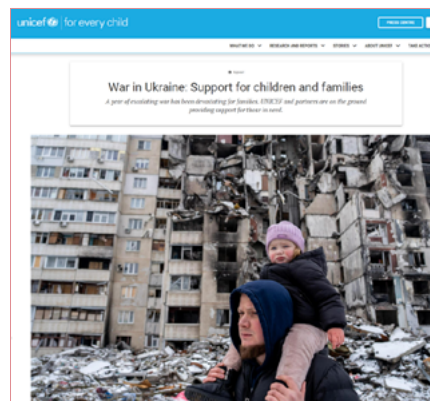 unicef for every child
PRESS CENTRE
WHAT WE DO RESEARCH AND REPORTS STORIES ABOUT UNICEF TAKE ACTION
War in Ukraine: Support for children and families
A year of escalating war has been devastating for families. UNICEF and partners are on the ground
providing support for those in need.